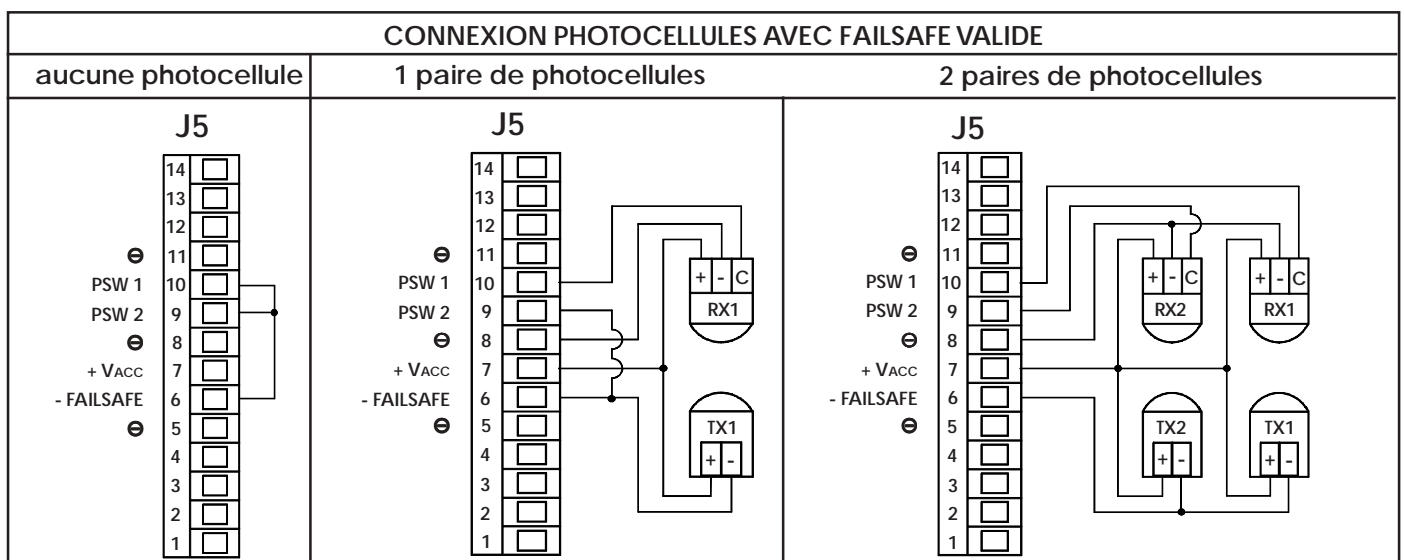 CONNEXION PHOTOCELLULES AVEC FAILSAFE VALIDE
aucune photocellule
1 paire de photocellules
2 paires de photocellules
J5
14
13
12
⊖ 11
PSW 1 10
PSW 2 9
⊖ 8
+ VACC 7
- FAILSAFE 6
⊖ 5
4
3
2
1
J5
14
13
12
⊖ 11
PSW 1 10
PSW 2 9
⊖ 8
+ VACC 7
- FAILSAFE 6
⊖ 5
4
3
2
1
+ - C
RX1
TX1
+ -
J5
14
13
12
⊖ 11
PSW 1 10
PSW 2 9
⊖ 8
+ VACC 7
- FAILSAFE 6
⊖ 5
4
3
2
1
+ - C
RX2
+ - C
RX1
TX2
+ -
TX1
+ -